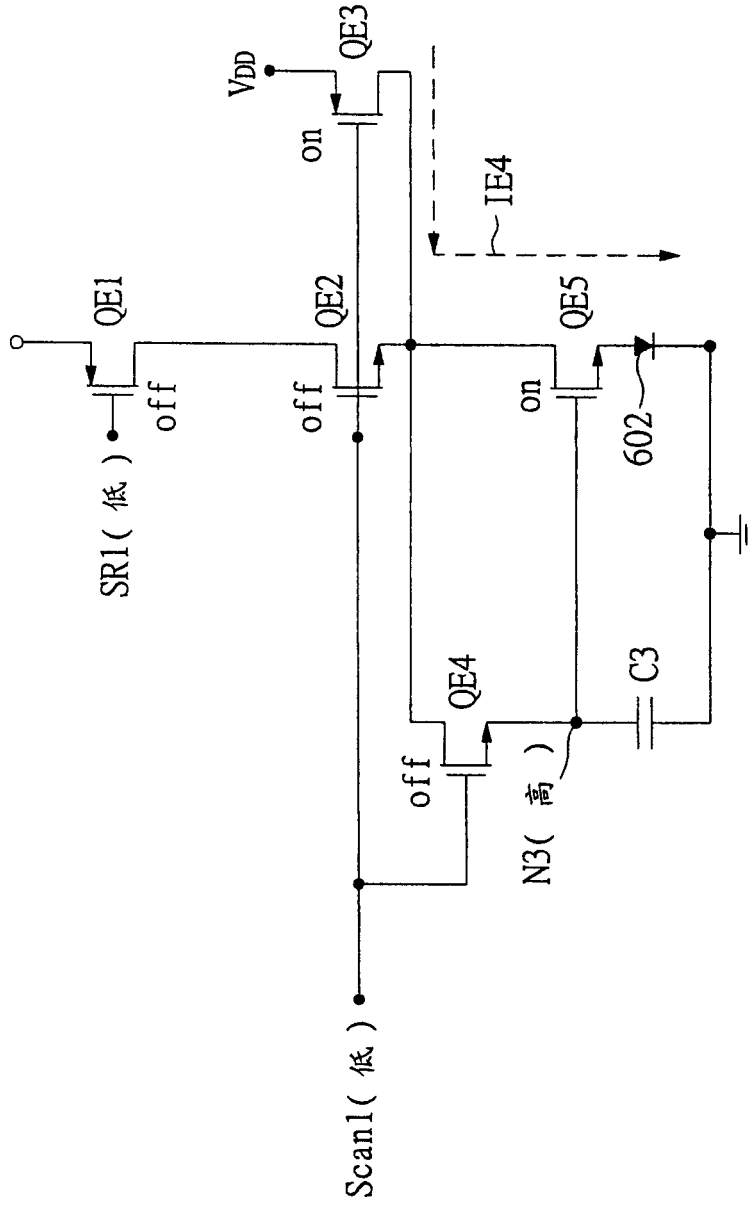 VDD
QE3
on
IE4
QE1
off
SR1( 低 )
QE2
off
QE5
on
602
QE4
off
C3
N3( 高 )
Scan1( 低 )